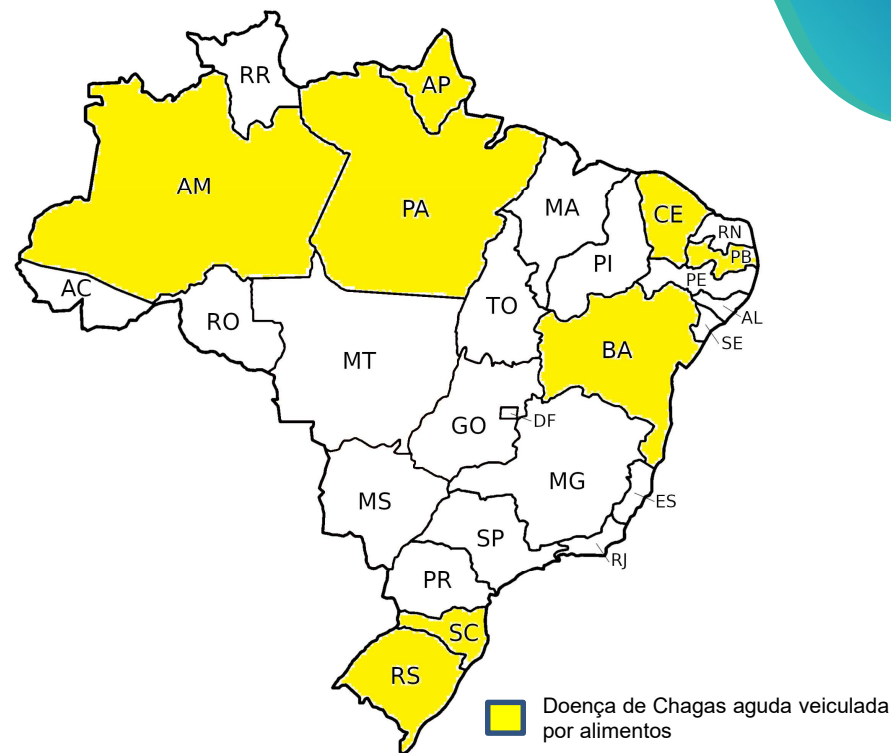 RR
AP
AM
PA
MA
CE
RN
PB
PI
PE
AC
TO
AL
RO
SE
BA
MT
GO
DF
MG
MS
ES
SP
RJ
PR
SC
RS
Doença de Chagas aguda veiculada
por alimentos